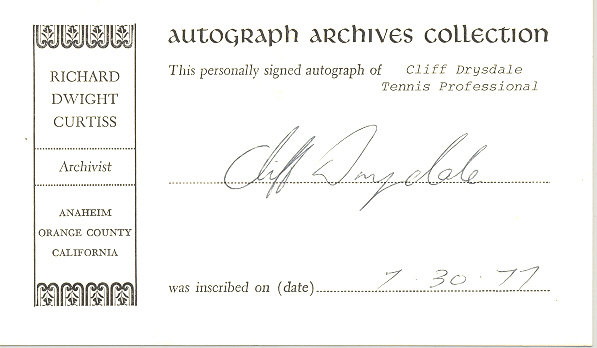 AUTOGRAPH ARCHIVES COLLECTION
RICHARD
DWIGHT
CURTISS
Archivist
ANAHEIM
ORANGE COUNTY
CALIFORNIA
This personally signed autograph of Cliff Drysdale
Tennis Professional
Cliff Drysdale
was inscribed on (date) 7-30-77